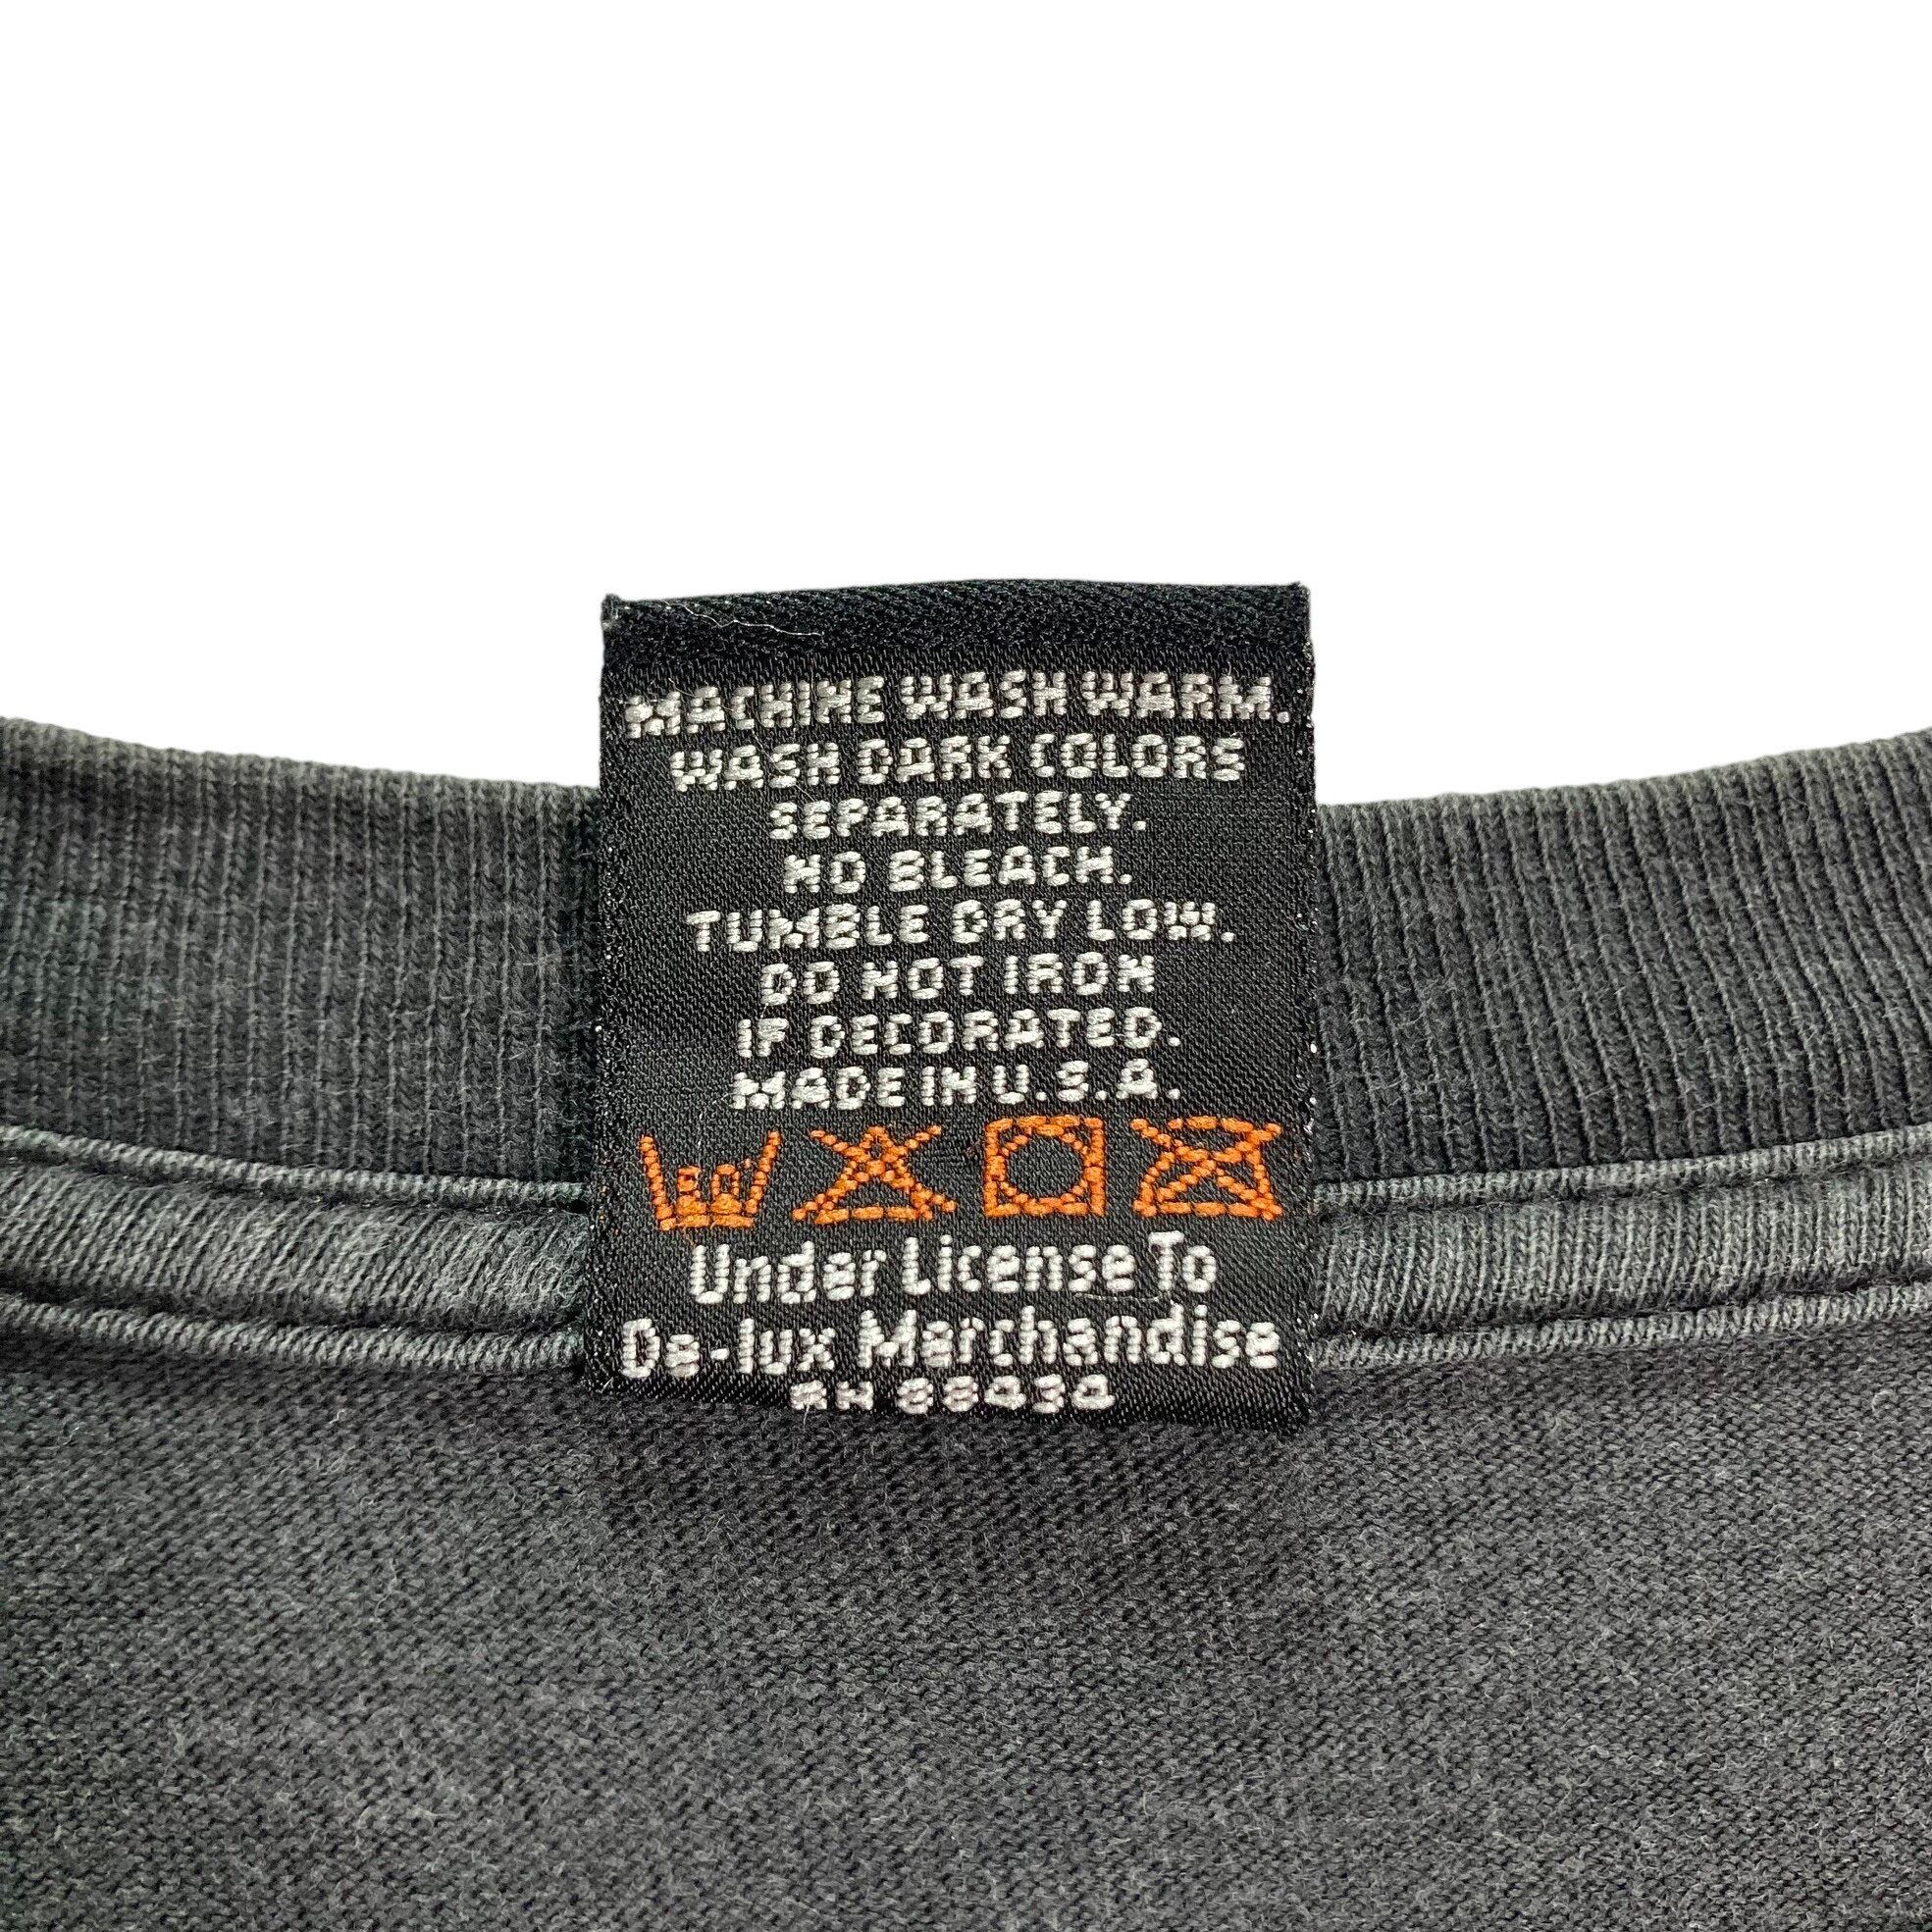 MACHINE WASH WARM.
WASH DARK COLORS
SEPARATELY.
NO BLEACH.
TUMBLE DRY LOW.
DO NOT IRON
IF DECORATED.
MADE IN U.S.A.
Under License To
De-lux Merchandise